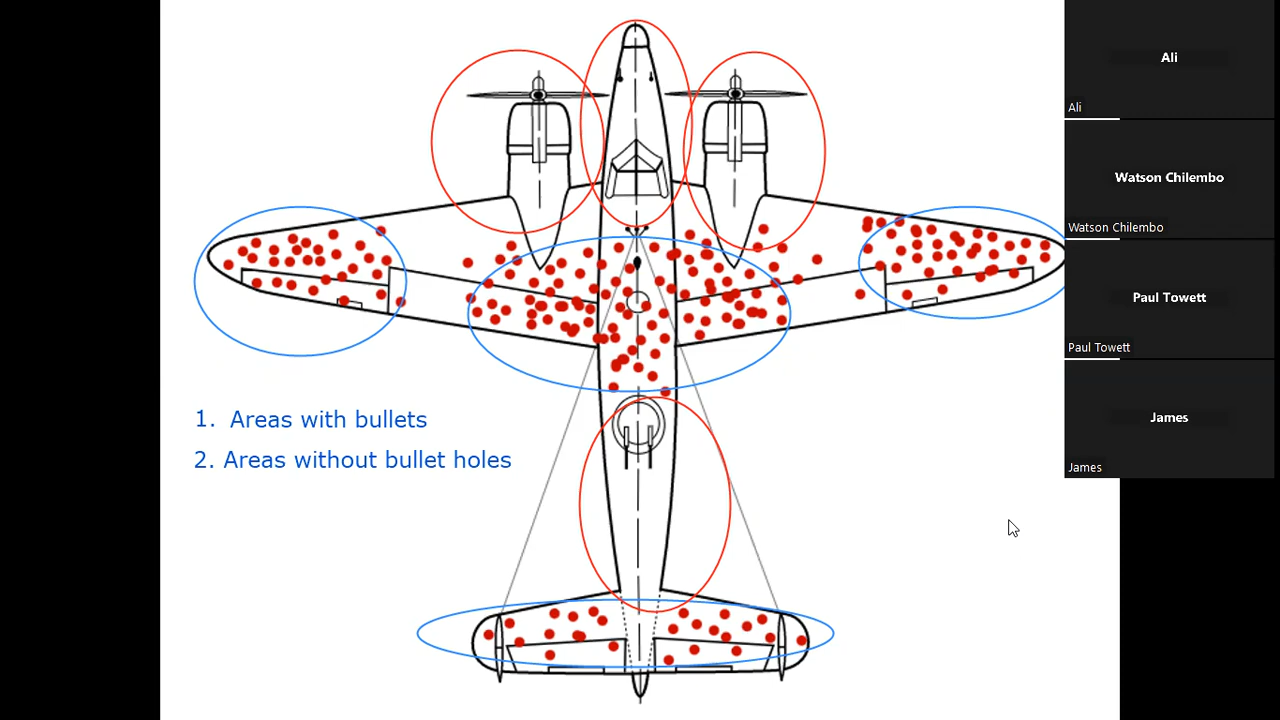 1. Areas with bullets
2. Areas without bullet holes
Ali
Ali
Watson Chilembo
Watson Chilembo
Paul Towett
Paul Towett
James
James